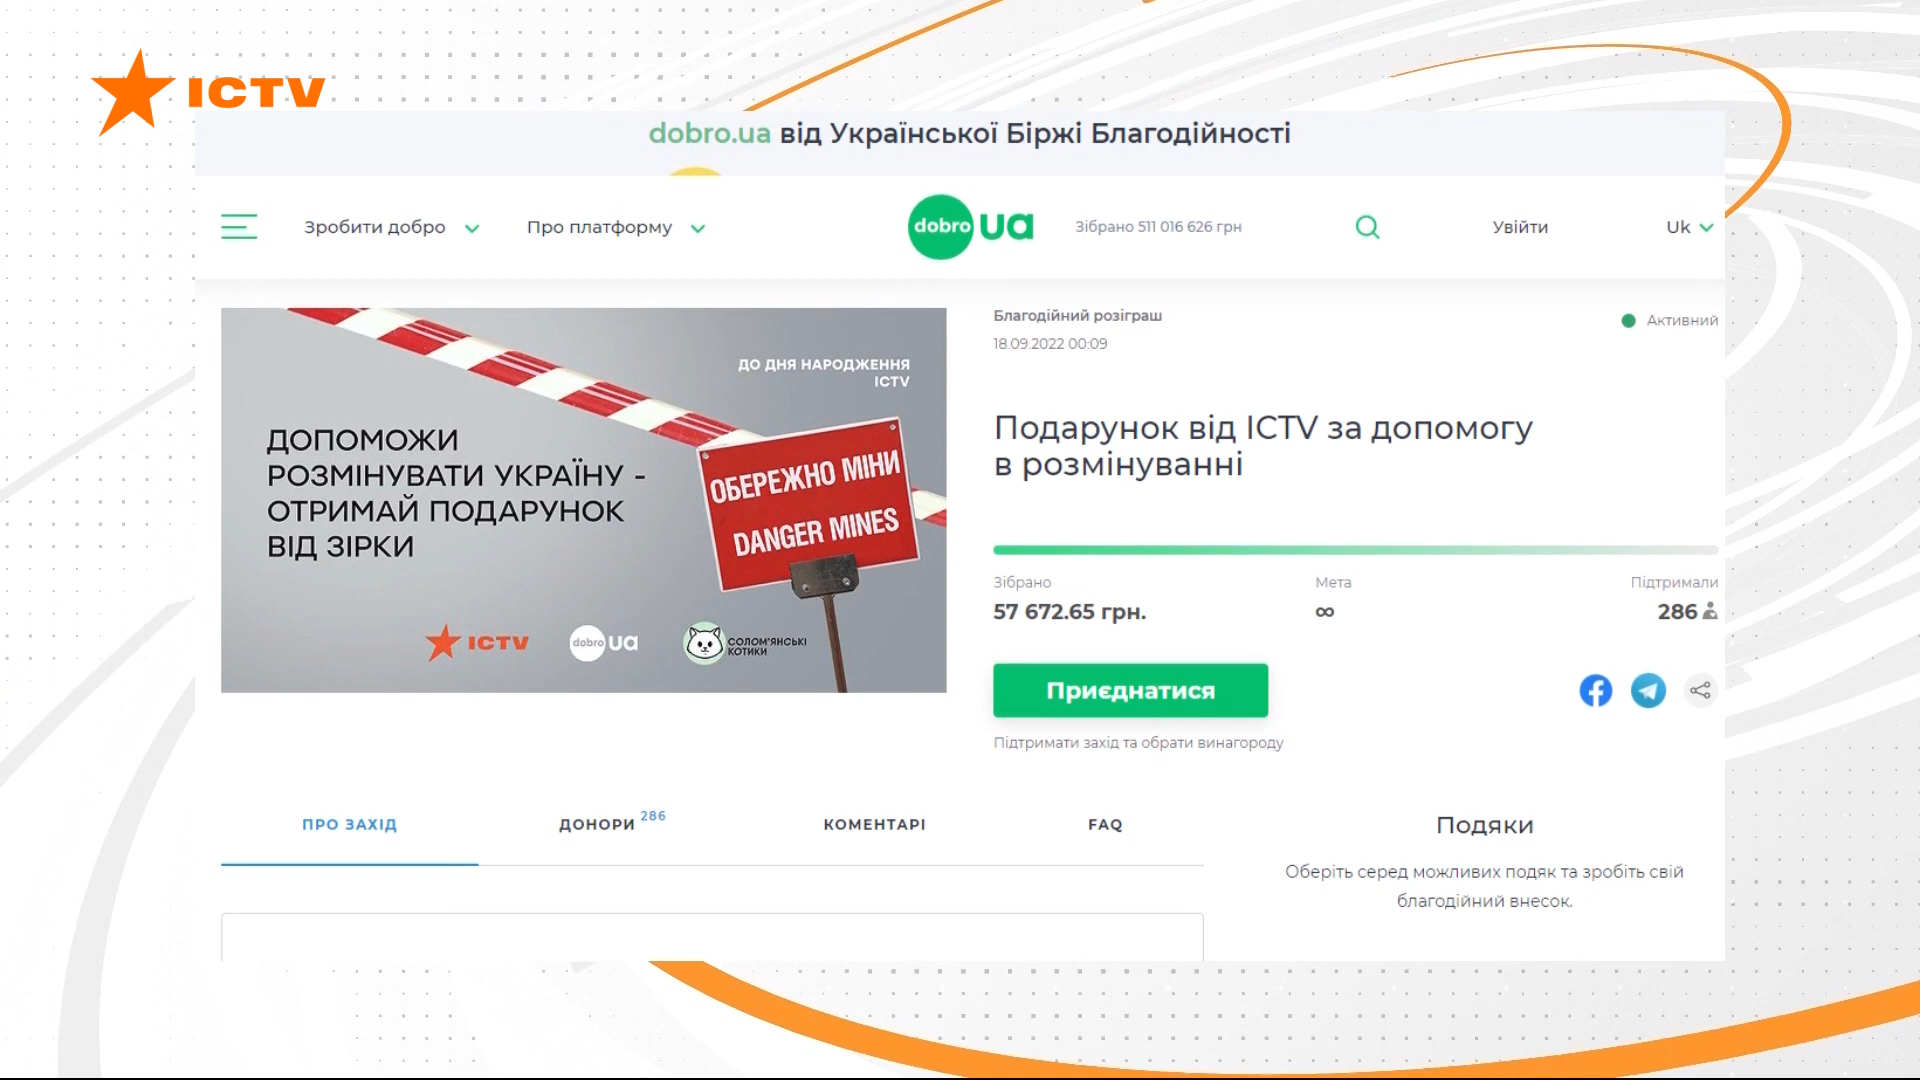 ICTV
dobro.ua від Української Біржі Благодійності
Зробити добро
Про платформу
dobro ua
Зібрано 511 016 626 грн
Увійти
Uk
ДО ДНЯ НАРОДЖЕННЯ
ICTV
ДОПОМОЖИ
РОЗМІНУВАТИ УКРАЇНУ -
ОТРИМАЙ ПОДАРУНОК
ВІД ЗІРКИ
ОБЕРЕЖНО МІНИ
DANGER MINES
ICTV
dobro ua
СОЛОМ'ЯНСЬКІ
КОТИКИ
Благодійний розіграш
Активний
18.09.2022 00:09
Подарунок від ICTV за допомогу
в розмінуванні
Зібрано
Мета
Підтримали
57 672.65 грн.
∞
286
Приєднатися
Підтримати захід та обрати винагороду
ПРО ЗАХІД
ДОНОРИ 286
КОМЕНТАРІ
FAQ
Подяки
Оберіть серед можливих подяк та зробіть свій
благодійний внесок.